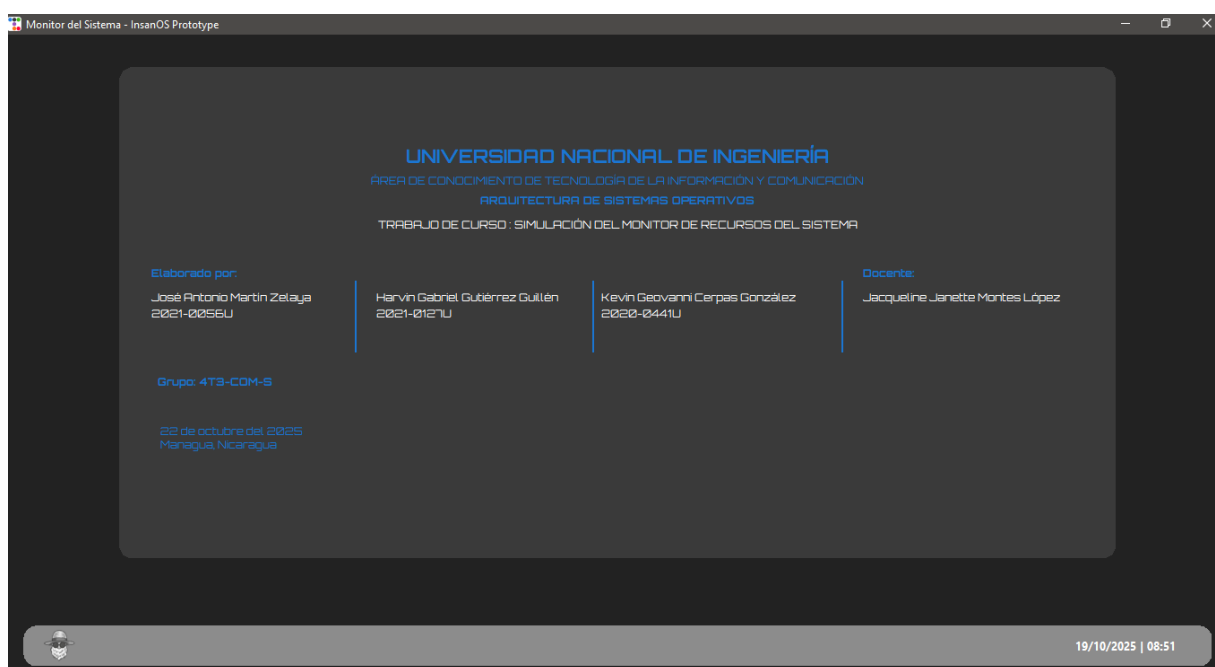 Monitor del Sistema - InsanOS Prototype
UNIVERSIDAD NACIONAL DE INGENIERÍA
ÁREA DE CONOCIMIENTO DE TECNOLOGÍA DE LA INFORMACIÓN Y COMUNICACIÓN
ARQUITECTURA DE SISTEMAS OPERATIVOS
TRABAJO DE CURSO : SIMULACIÓN DEL MONITOR DE RECURSOS DEL SISTEMA
Elaborado por:
José Antonio Martín Zelaya
2021-0056U
Harvin Gabriel Gutiérrez Guillén
2021-0127U
Kevin Geovanni Cerpas González
2020-0441U
Docente:
Jacqueline Janette Montes López
Grupo: 4T3-COM-S
22 de octubre del 2025
Managua, Nicaragua
19/10/2025 | 08:51